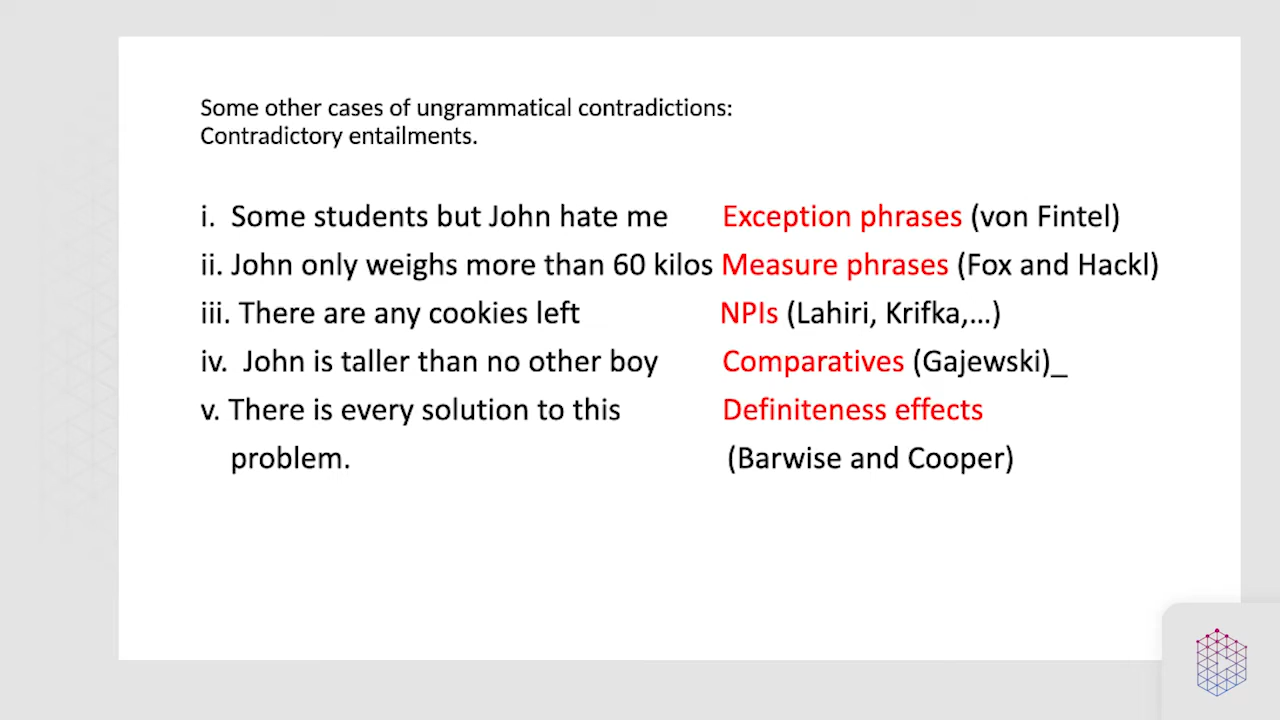 Some other cases of ungrammatical contradictions:
Contradictory entailments.
i. Some students but John hate me Exception phrases (von Fintel)
ii. John only weighs more than 60 kilos Measure phrases (Fox and Hackl)
iii. There are any cookies left NPIs (Lahiri, Krifka,...)
iv. John is taller than no other boy Comparatives (Gajewski)_
v. There is every solution to this Definiteness effects
problem. (Barwise and Cooper)